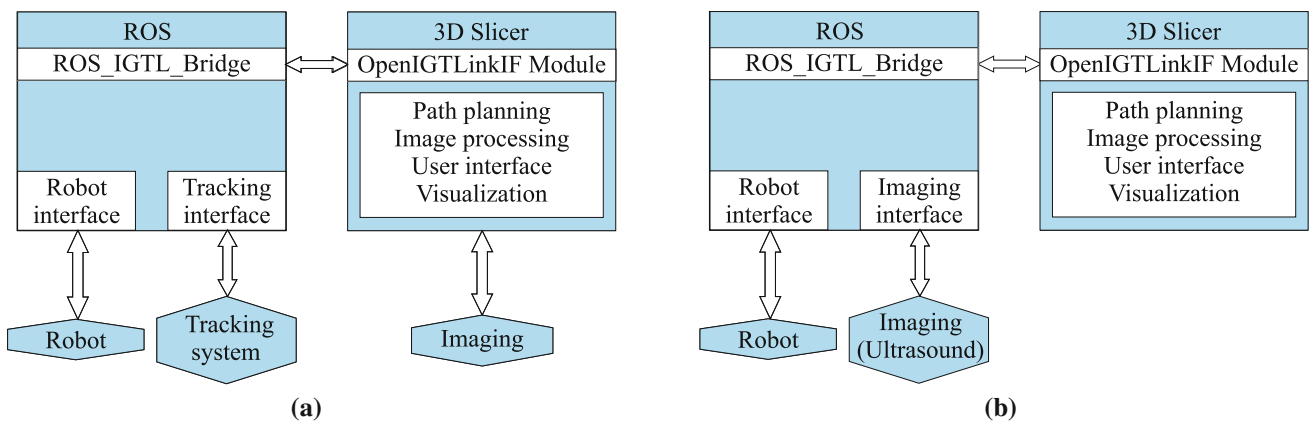 ROS
ROS_IGTL_Bridge
Robot
interface
Tracking
interface
Robot
Tracking
system
3D Slicer
OpenIGTLinkIF Module
Path planning
Image processing
User interface
Visualization
Imaging
(a)
ROS
ROS_IGTL_Bridge
Robot
interface
Imaging
interface
Robot
Imaging
(Ultrasound)
3D Slicer
OpenIGTLinkIF Module
Path planning
Image processing
User interface
Visualization
(b)